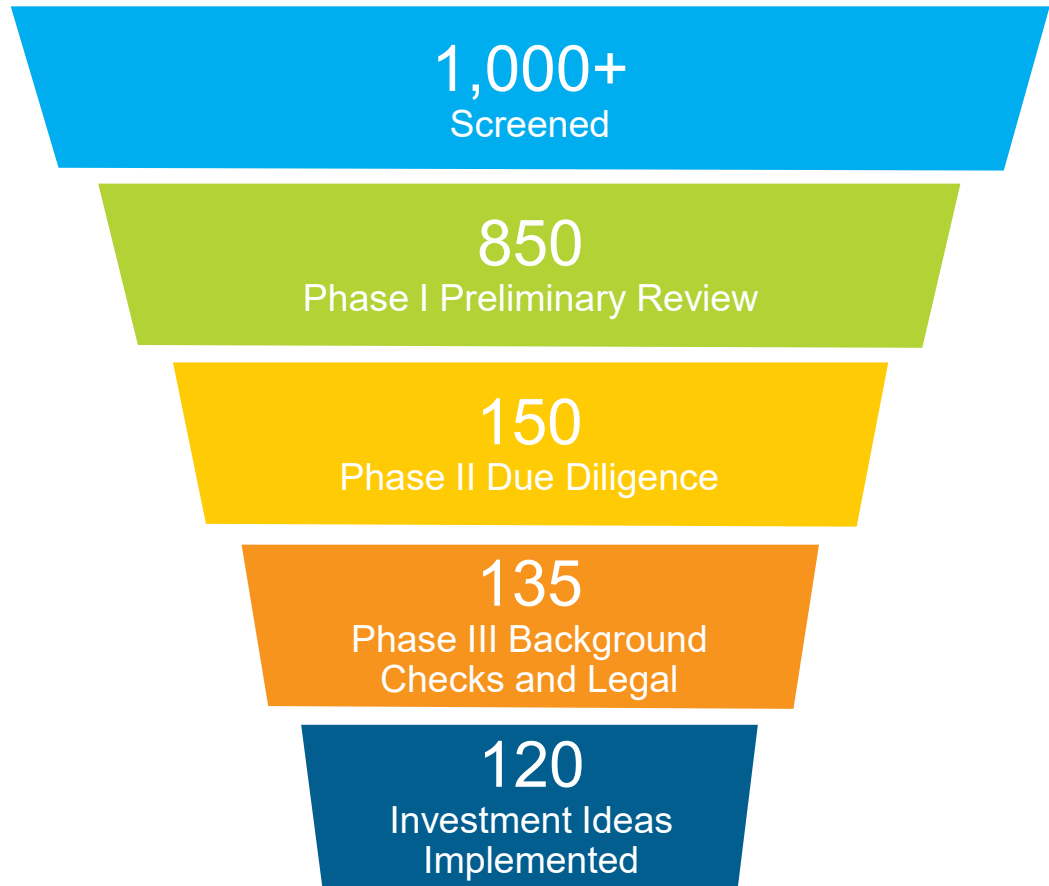 1,000+
Screened
850
Phase I Preliminary Review
150
Phase II Due Diligence
135
Phase III Background
Checks and Legal
120
Investment Ideas
Implemented